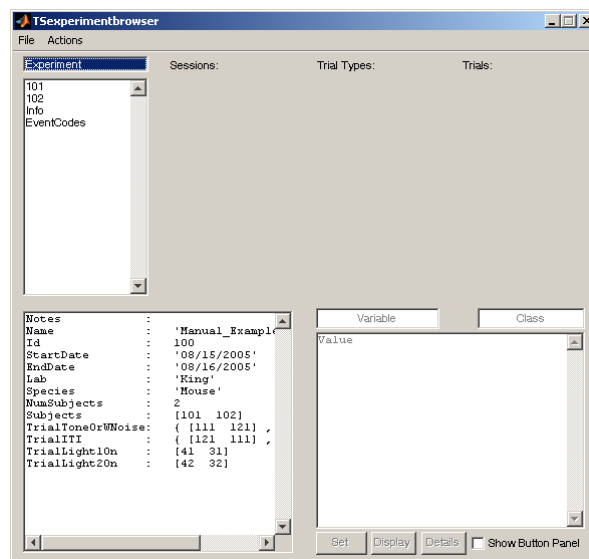 TSexperimentbrowser
File Actions
Experiment
Sessions:
Trial Types:
Trials:
101
102
Info
EventCodes
Notes :
Name : 'Manual_Example
Id : 100
StartDate : '08/15/2005'
EndDate : '08/16/2005'
Lab : 'King'
Species : 'Mouse'
NumSubjects : 2
Subjects : [101 102]
TrialToneOrWNoise: { [111 121] ,
TrialITI : { [121 111] ,
TrialLight1On : [41 31]
TrialLight2On : [42 32]
Variable
Class
Value
Set Display Details Show Button Panel